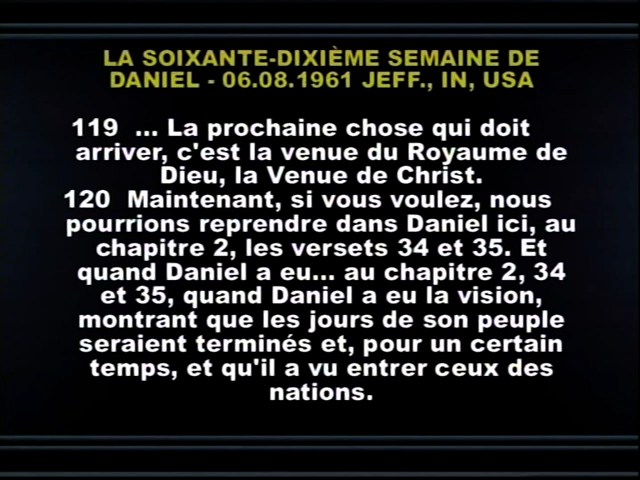 LA SOIXANTE-DIXIÈME SEMAINE DE
DANIEL - 06.08.1961 JEFF., IN, USA
119 ... La prochaine chose qui doit
arriver, c'est la venue du Royaume de
Dieu, la Venue de Christ.
120 Maintenant, si vous voulez, nous
pourrions reprendre dans Daniel ici, au
chapitre 2, les versets 34 et 35. Et
quand Daniel a eu... au chapitre 2, 34
et 35, quand Daniel a eu la vision,
montrant que les jours de son peuple
seraient terminés et, pour un certain
temps, et qu'il a vu entrer ceux des
nations.